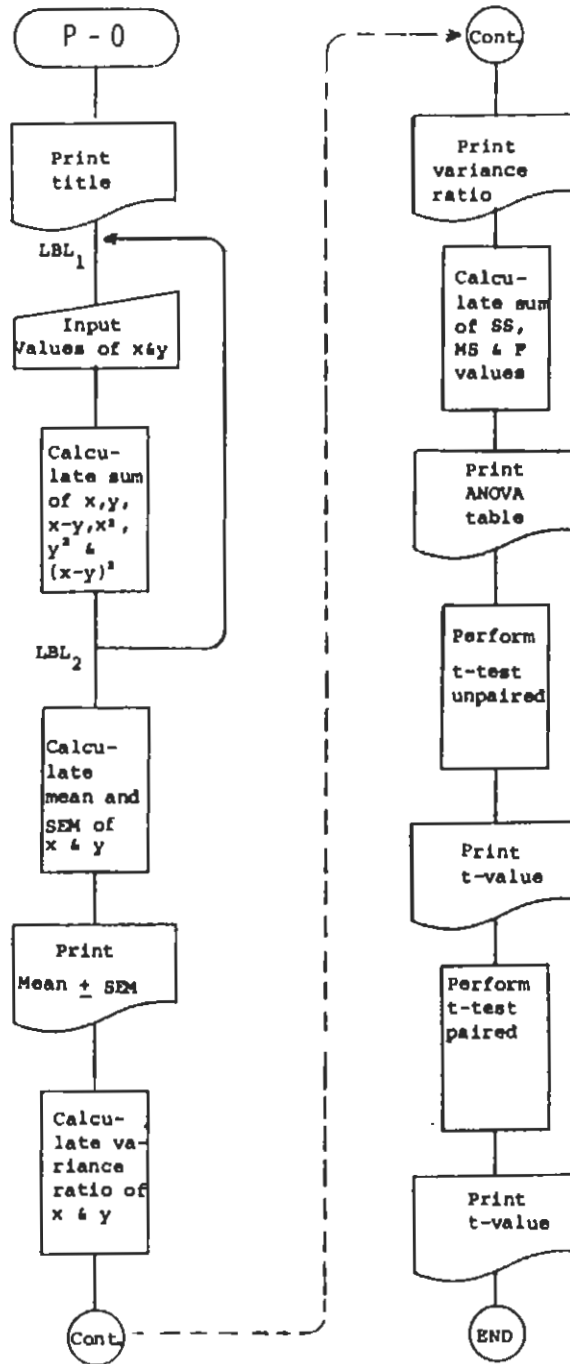 P - 0
Print
title
LBL1
Input
Values of x&y
Calcu-
late sum
of x,y,
x-y,x²,
y² &
(x-y)²
LBL2
Calcu-
late
mean and
SEM of
x & y
Print
Mean ± SEM
Calcu-
late va-
riance
ratio of
x & y
Cont.
Cont.
Print
variance
ratio
Calcu-
late sum
of SS,
MS & F
values
Print
ANOVA
table
Perform
t-test
unpaired
Print
t-value
Perform
t-test
paired
Print
t-value
END